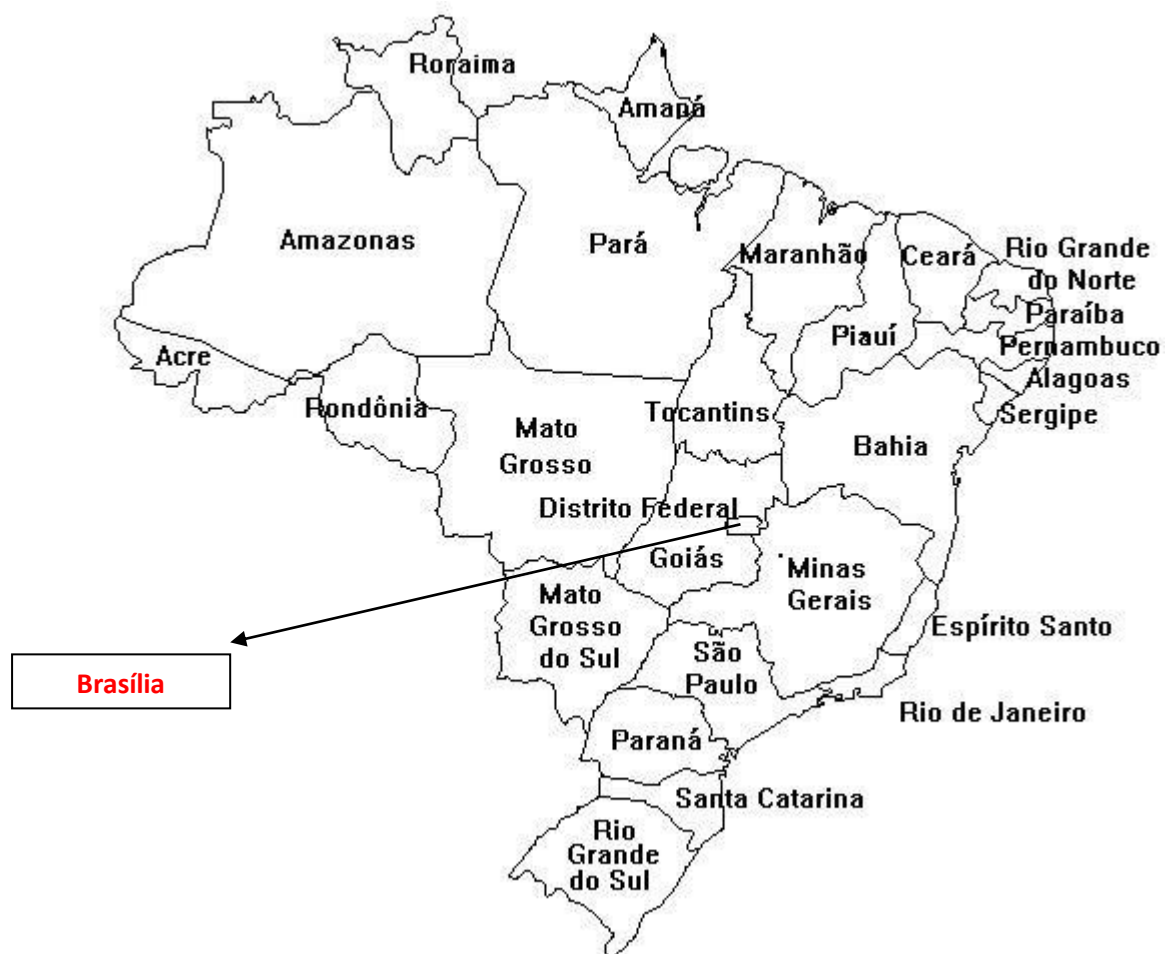 Roraima
Amapá
Amazonas
Pará
Maranhão
Ceará
Rio Grande
do Norte
Paraíba
Piauí
Pernambuco
Acre
Alagoas
Rondônia
Tocantins
Sergipe
Mato
Grosso
Bahia
Distrito Federal
Goiás
Minas
Gerais
Mato
Grosso
do Sul
Espírito Santo
São
Paulo
Brasília
Rio de Janeiro
Paraná
Santa Catarina
Rio
Grande
do Sul